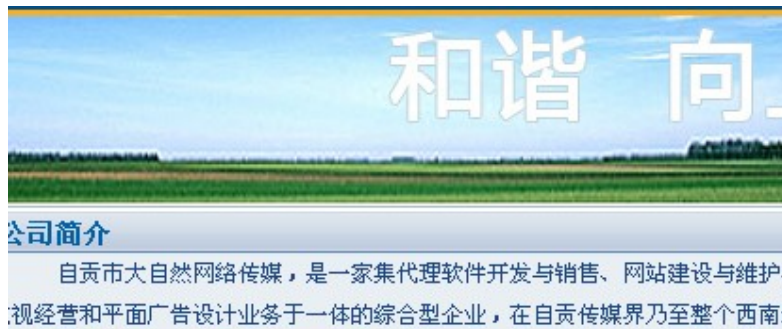 和谐 向
公司简介
自贡市大自然网络传媒，是一家集代理软件开发与销售、网站建设与维护
视经营和平面广告设计业务于一体的综合型企业，在自贡传媒界乃至整个西南